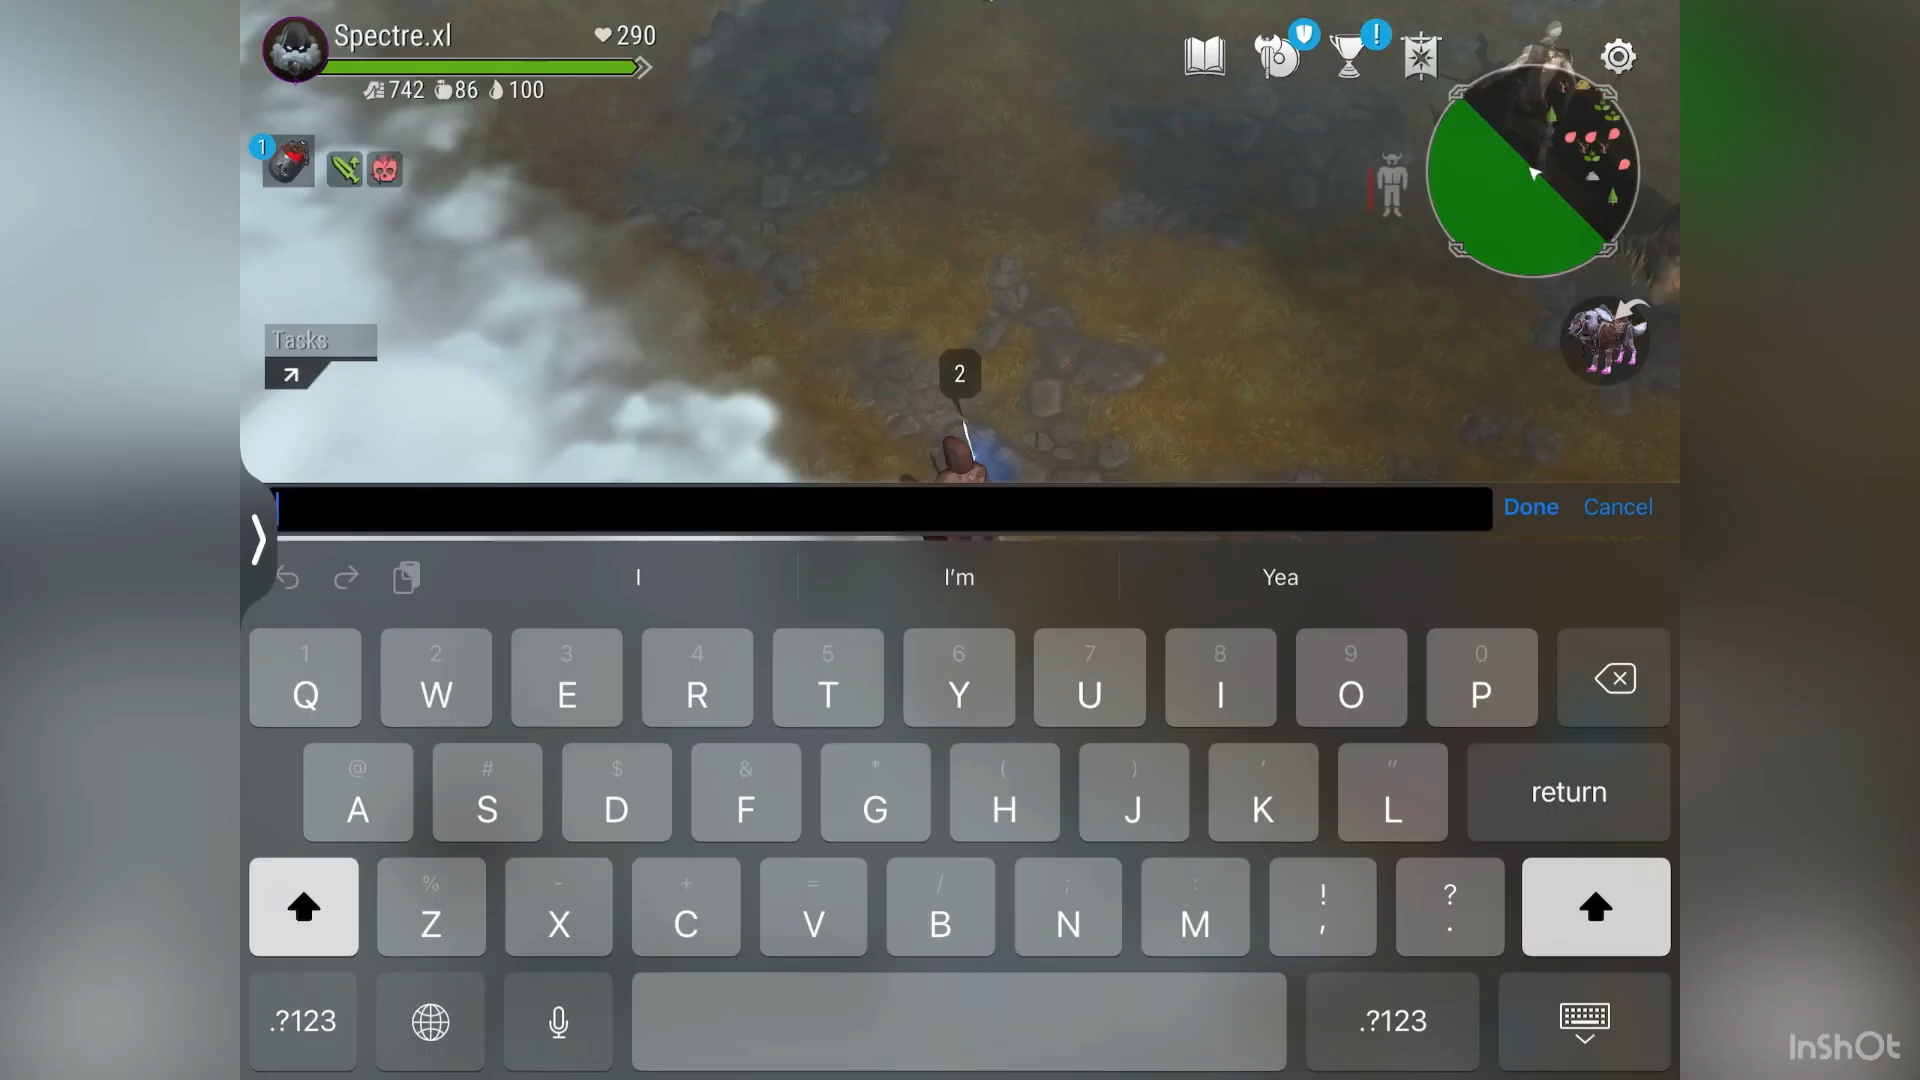 Spectre.xl
290
742 86 100
1
!
Tasks
2
Done Cancel
I I'm Yea
1 2 3 4 5 6 7 8 9 0
Q W E R T Y U I O P
@ # $ & * ( ) ' "
A S D F G H J K L return
% - + = / ; : ! ?
Z X C V B N M , .
.?123 .?123
InShOt